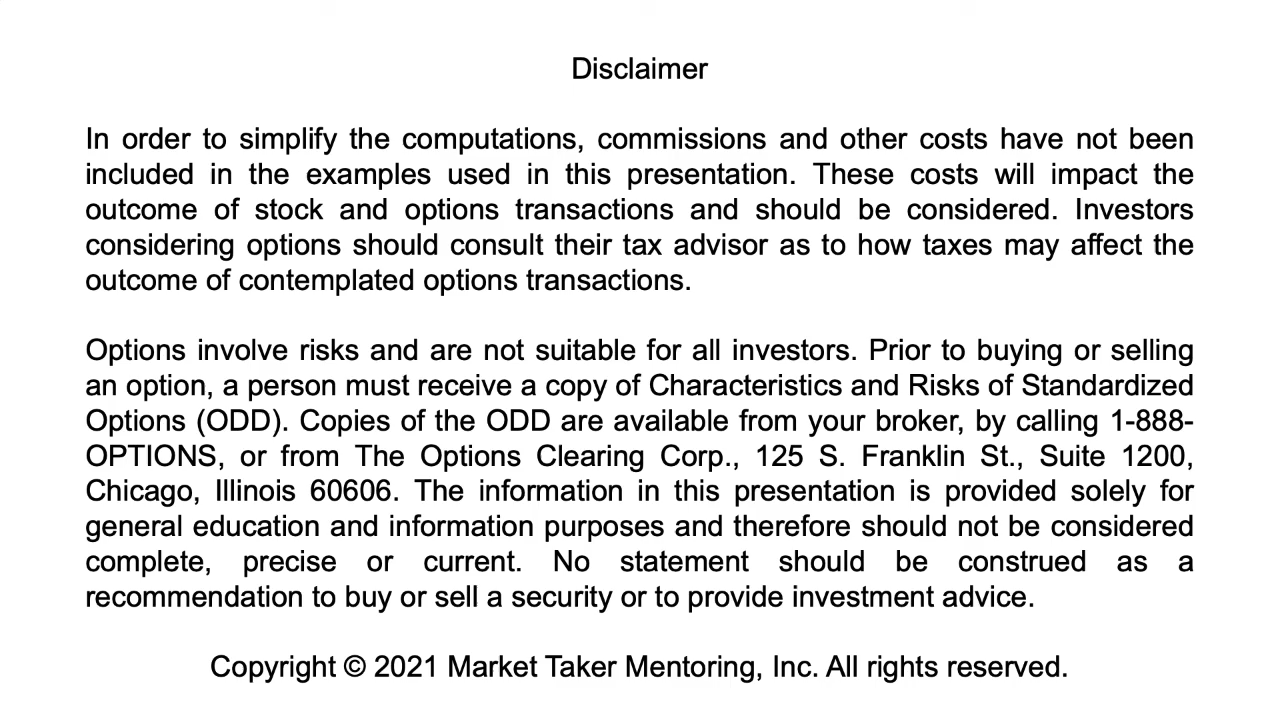 Disclaimer
In order to simplify the computations, commissions and other costs have not been
included in the examples used in this presentation. These costs will impact the
outcome of stock and options transactions and should be considered. Investors
considering options should consult their tax advisor as to how taxes may affect the
outcome of contemplated options transactions.
Options involve risks and are not suitable for all investors. Prior to buying or selling
an option, a person must receive a copy of Characteristics and Risks of Standardized
Options (ODD). Copies of the ODD are available from your broker, by calling 1-888-
OPTIONS, or from The Options Clearing Corp., 125 S. Franklin St., Suite 1200,
Chicago, Illinois 60606. The information in this presentation is provided solely for
general education and information purposes and therefore should not be considered
complete, precise or current. No statement should be construed as a
recommendation to buy or sell a security or to provide investment advice.
Copyright © 2021 Market Taker Mentoring, Inc. All rights reserved.